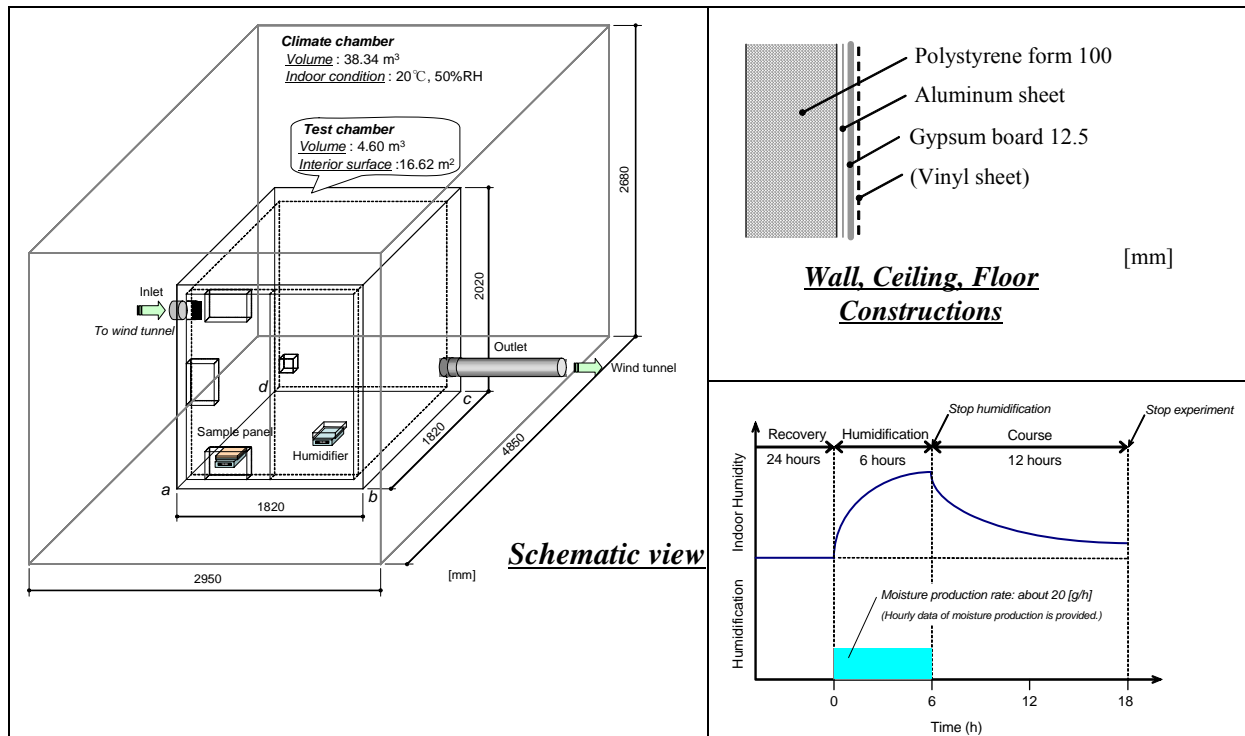 Climate chamber
Volume : 38.34 m³
Indoor condition : 20℃, 50%RH
Test chamber
Volume : 4.60 m³
Interior surface :16.62 m²
2680
2020
Inlet
To wind tunnel
Outlet
Wind tunnel
d
c
Sample panel
Humidifier
1820
4850
a
b
1820
Schematic view
[mm]
2950
Polystyrene form 100
Aluminum sheet
Gypsum board 12.5
(Vinyl sheet)
[mm]
Wall, Ceiling, Floor
Constructions
Stop humidification
Stop experiment
Recovery
Humidification
Course
24 hours
6 hours
12 hours
Indoor Humidity
Humidification
Moisture production rate: about 20 [g/h]
(Hourly data of moisture production is provided.)
0
6
12
18
Time (h)